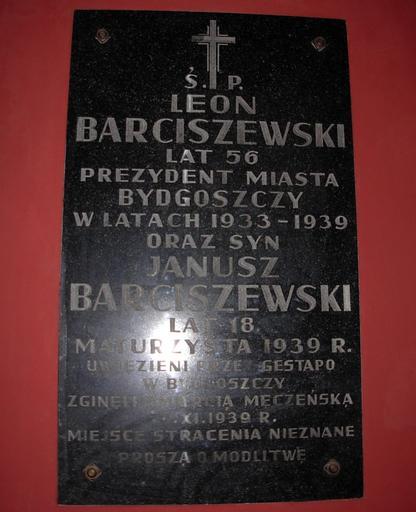 Ś. P.
LEON
BARCISZEWSKI
LAT 56
PREZYDENT MIASTA
BYDGOSZCZY
W LATACH 1933-1939
ORAZ SYN
JANUSZ
BARCISZEWSKI
LAT 18
MATURZYSTA 1939 R.
UWIĘZIENI PRZEZ GESTAPO
W BYDGOSZCZY
ZGINĘLI ŚMIERCIĄ MĘCZEŃSKĄ
XI.1939 R.
MIEJSCE STRACENIA NIEZNANE
PROSZĄ O MODLITWĘ